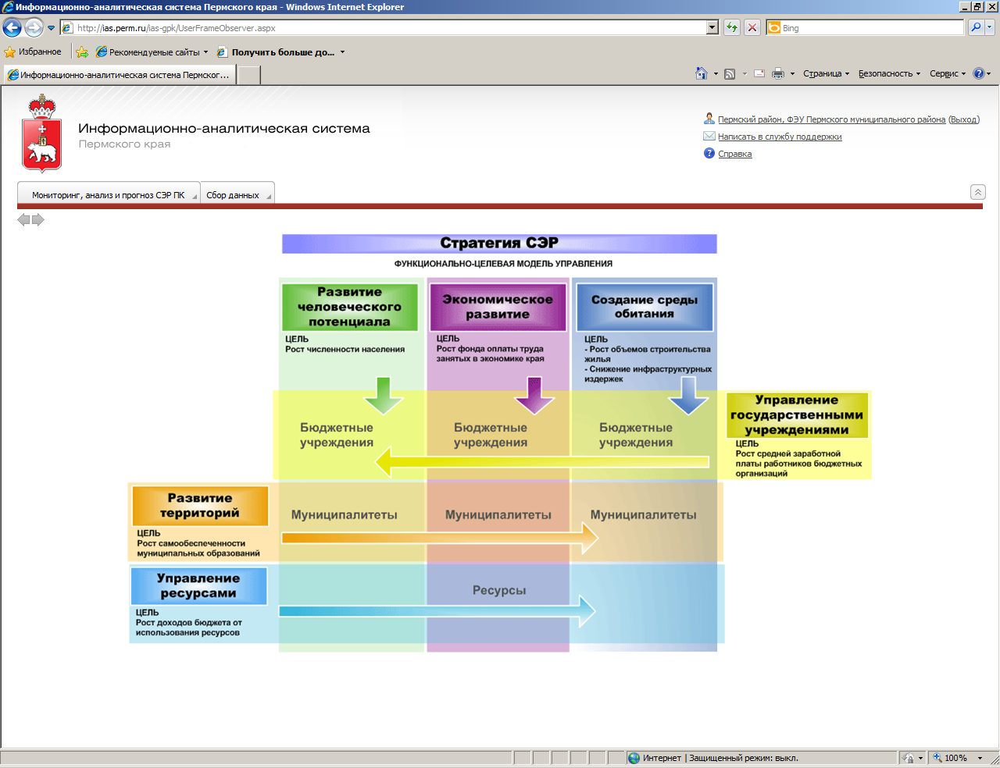 Информационно-аналитическая система Пермского края - Windows Internet Explorer
http://ias.perm.ru/ias-gpk/UserFrameObserver.aspx
Bing
Избранное
Рекомендуемые сайты
Получить больше до...
Информационно-аналитическая система Пермског...
Страница
Безопасность
Сервис
Информационно-аналитическая система
Пермского края
Пермский район, ФЭУ Пермского муниципального района (Выход)
Написать в службу поддержки
Справка
Мониторинг, анализ и прогноз СЭР ПК
Сбор данных
Стратегия СЭР
ФУНКЦИОНАЛЬНО-ЦЕЛЕВАЯ МОДЕЛЬ УПРАВЛЕНИЯ
Развитие
человеческого
потенциала
ЦЕЛЬ
Рост численности населения
Экономическое
развитие
ЦЕЛЬ
Рост фонда оплаты труда
занятых в экономике края
Создание среды
обитания
ЦЕЛЬ
- Рост объемов строительства
жилья
- Снижение инфраструктурных
издержек
Бюджетные
учреждения
Бюджетные
учреждения
Бюджетные
учреждения
Управление
государственными
учреждениями
ЦЕЛЬ
Рост средней заработной
платы работников бюджетных
организаций
Развитие
территорий
ЦЕЛЬ
Рост самообеспеченности
муниципальных образований
Муниципалитеты
Муниципалитеты
Муниципалитеты
Управление
ресурсами
ЦЕЛЬ
Рост доходов бюджета от
использования ресурсов
Ресурсы
Интернет | Защищенный режим: выкл.
100%